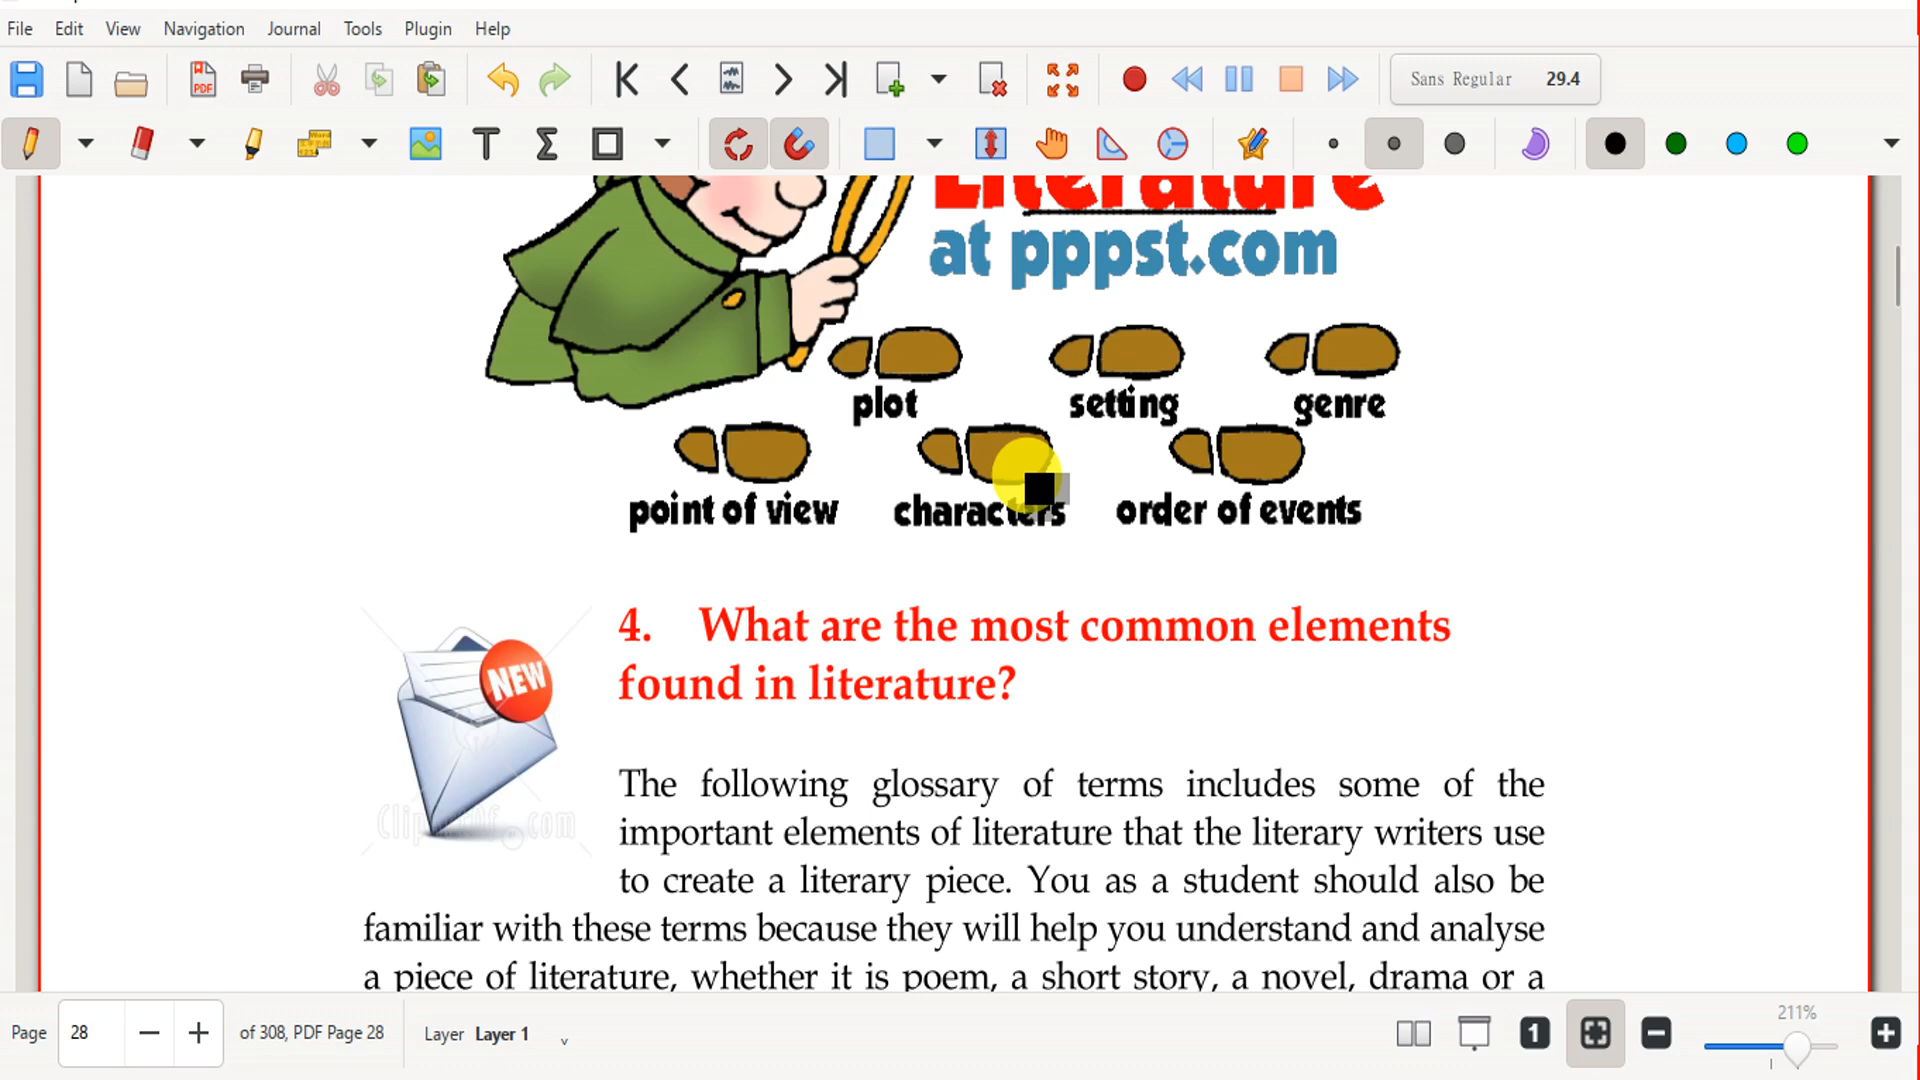 File Edit View Navigation Journal Tools Plugin Help
PDF Sans Regular 29.4
Literature
at pppst.com
plot setting genre
point of view characters order of events
NEW
4. What are the most common elements
found in literature?
The following glossary of terms includes some of the
important elements of literature that the literary writers use
to create a literary piece. You as a student should also be
familiar with these terms because they will help you understand and analyse
a piece of literature, whether it is poem, a short story, a novel, drama or a
Page 28 of 308, PDF Page 28 Layer Layer 1 1 211%